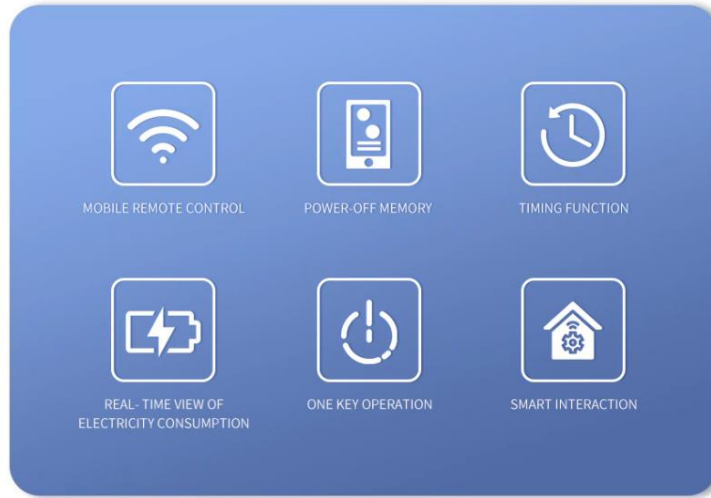 MOBILE REMOTE CONTROL
POWER-OFF MEMORY
TIMING FUNCTION
REAL- TIME VIEW OF
ELECTRICITY CONSUMPTION
ONE KEY OPERATION
SMART INTERACTION